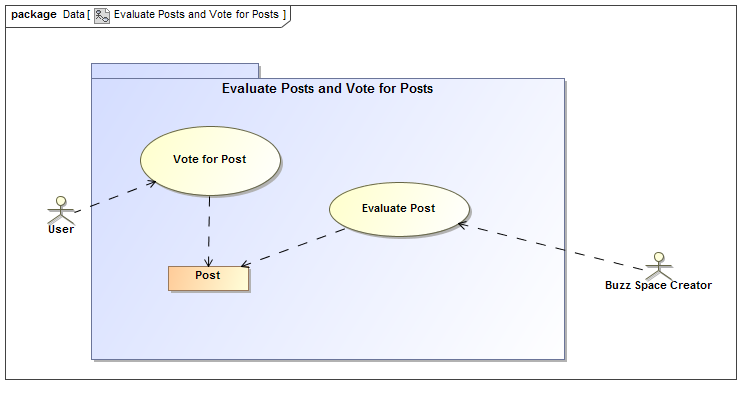 package Data [ Evaluate Posts and Vote for Posts ]
Evaluate Posts and Vote for Posts
Vote for Post
Evaluate Post
User
Post
Buzz Space Creator